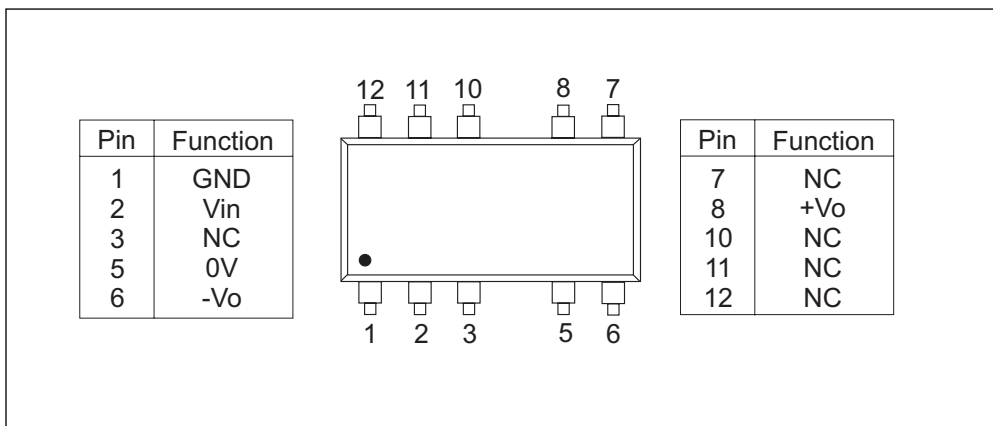 12 11 10 8 7
Pin Function
1 GND
2 Vin
3 NC
5 0V
6 -Vo
Pin Function
7 NC
8 +Vo
10 NC
11 NC
12 NC
1 2 3 5 6